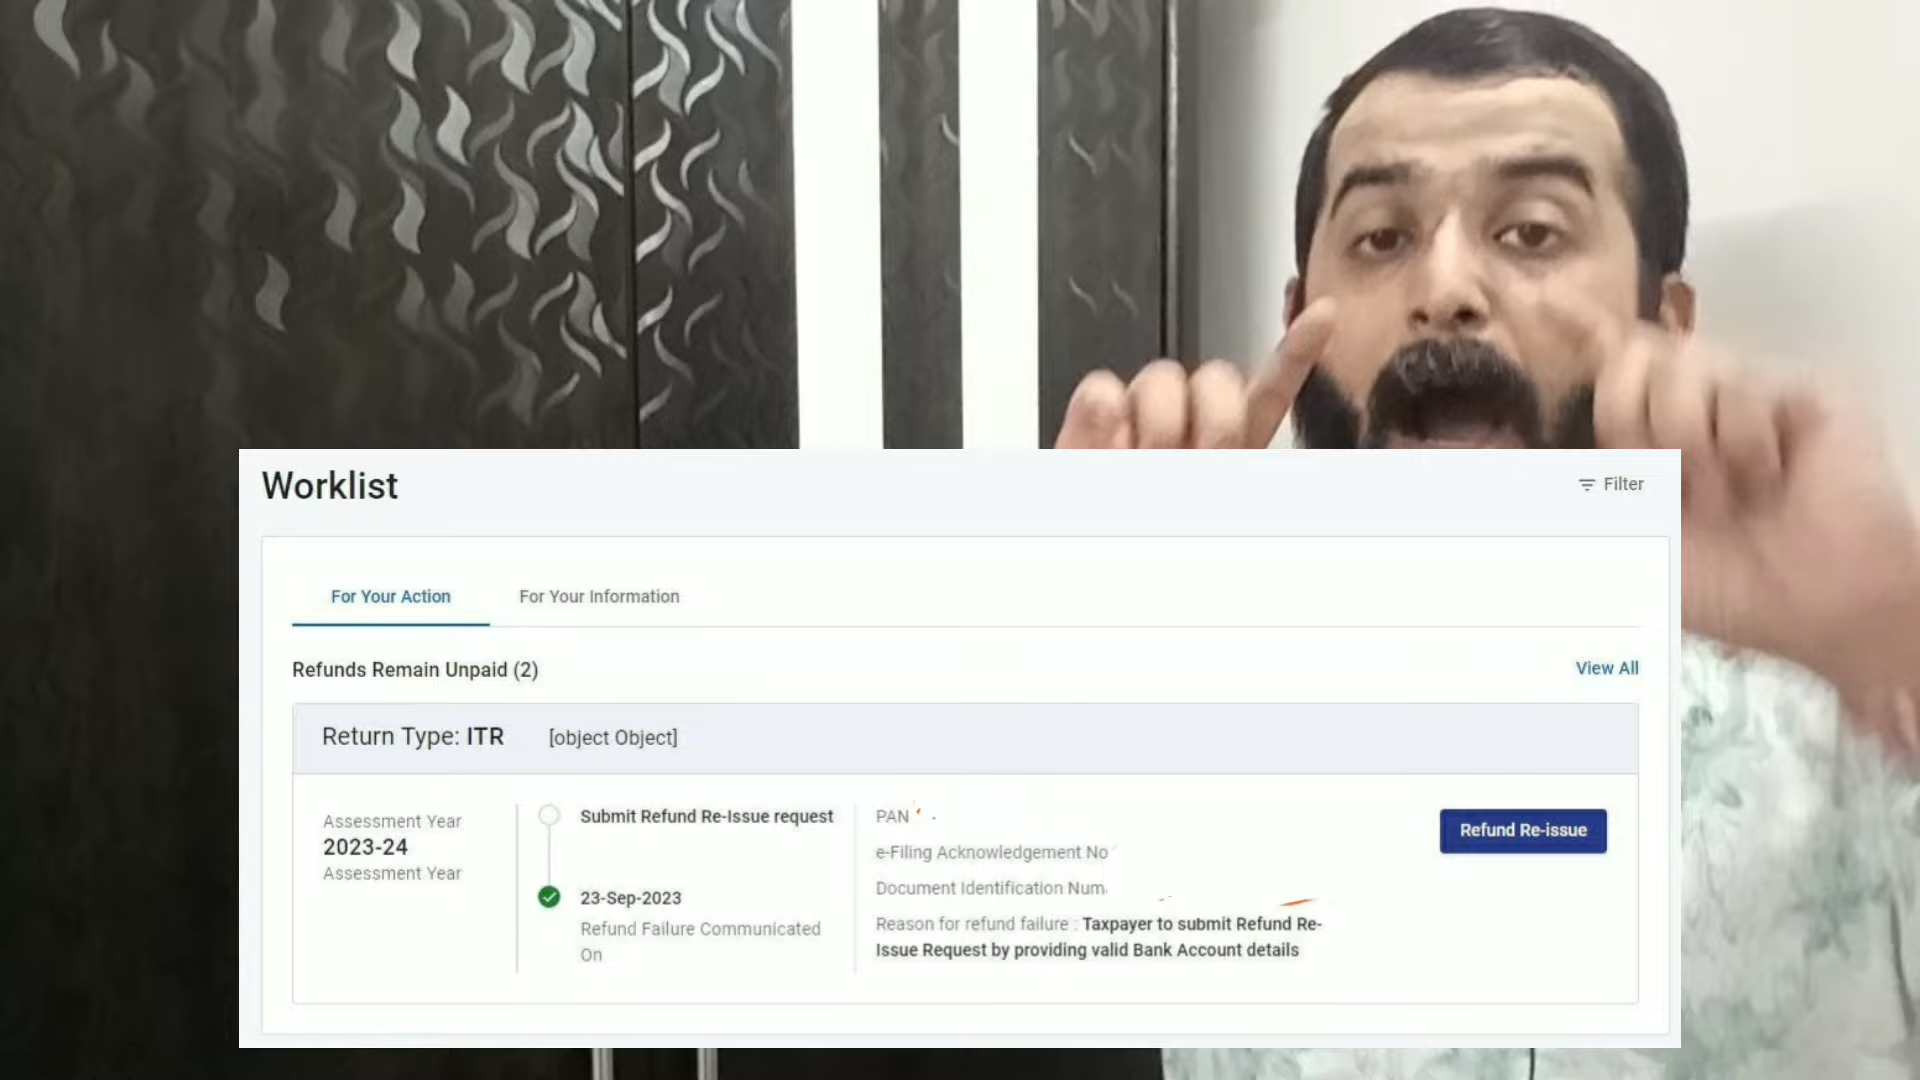 Worklist
Filter
For Your Action
For Your Information
Refunds Remain Unpaid (2)
View All
Return Type: ITR
[object Object]
Assessment Year
2023-24
Assessment Year
Submit Refund Re-Issue request
23-Sep-2023
Refund Failure Communicated
On
PAN
e-Filing Acknowledgement No
Document Identification Num
Reason for refund failure : Taxpayer to submit Refund Re-
Issue Request by providing valid Bank Account details
Refund Re-issue